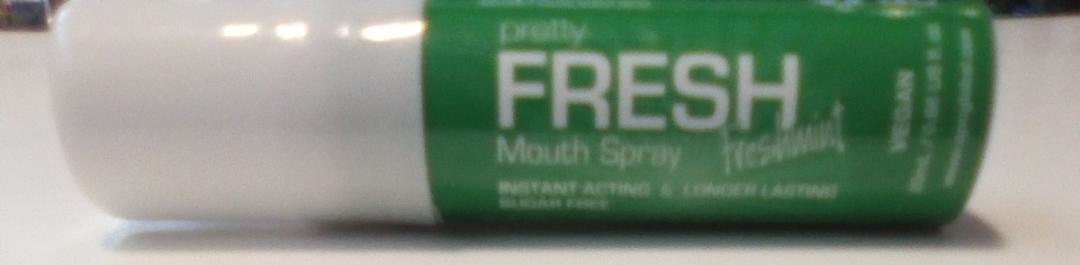 pretty
FRESH
Mouth Spray freshmint
INSTANT ACTING & LONGER LASTING
SUGAR FREE
VEGAN